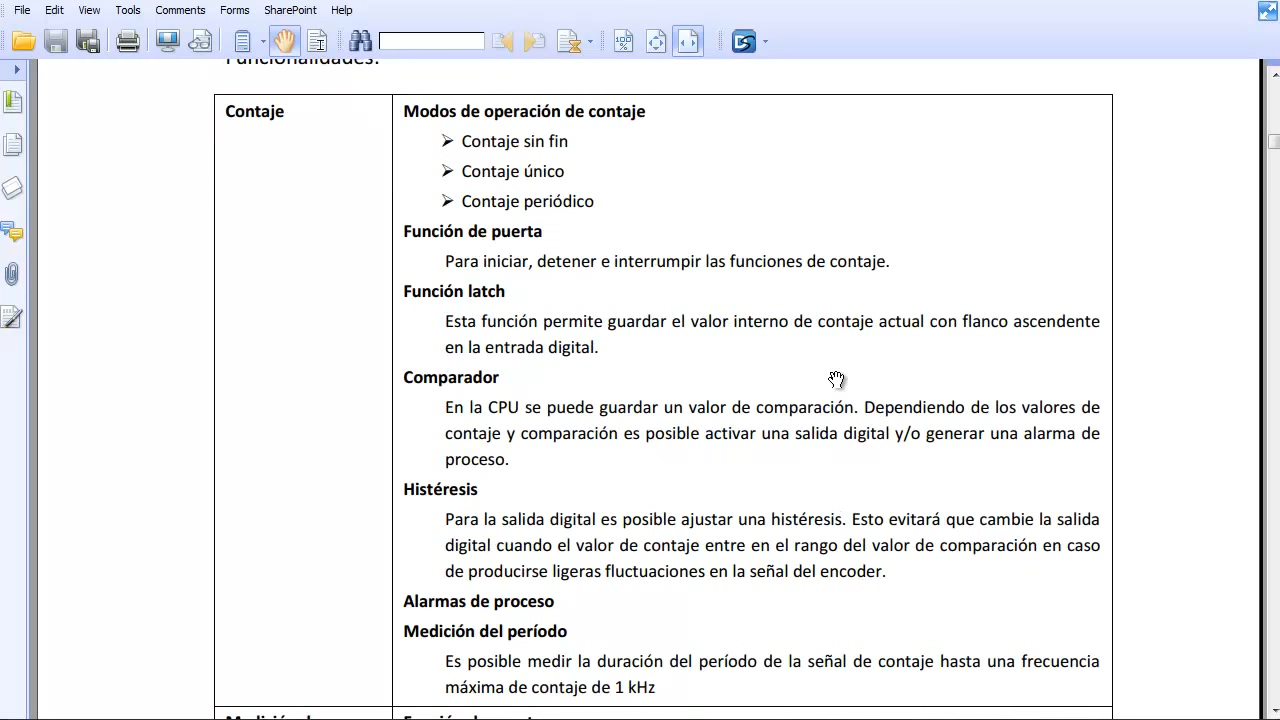 File Edit View Tools Comments Forms SharePoint Help
Funcionalidades:
Contaje
Modos de operación de contaje
➢ Contaje sin fin
➢ Contaje único
➢ Contaje periódico
Función de puerta
Para iniciar, detener e interrumpir las funciones de contaje.
Función latch
Esta función permite guardar el valor interno de contaje actual con flanco ascendente
en la entrada digital.
Comparador
En la CPU se puede guardar un valor de comparación. Dependiendo de los valores de
contaje y comparación es posible activar una salida digital y/o generar una alarma de
proceso.
Histéresis
Para la salida digital es posible ajustar una histéresis. Esto evitará que cambie la salida
digital cuando el valor de contaje entre en el rango del valor de comparación en caso
de producirse ligeras fluctuaciones en la señal del encoder.
Alarmas de proceso
Medición del período
Es posible medir la duración del período de la señal de contaje hasta una frecuencia
máxima de contaje de 1 kHz